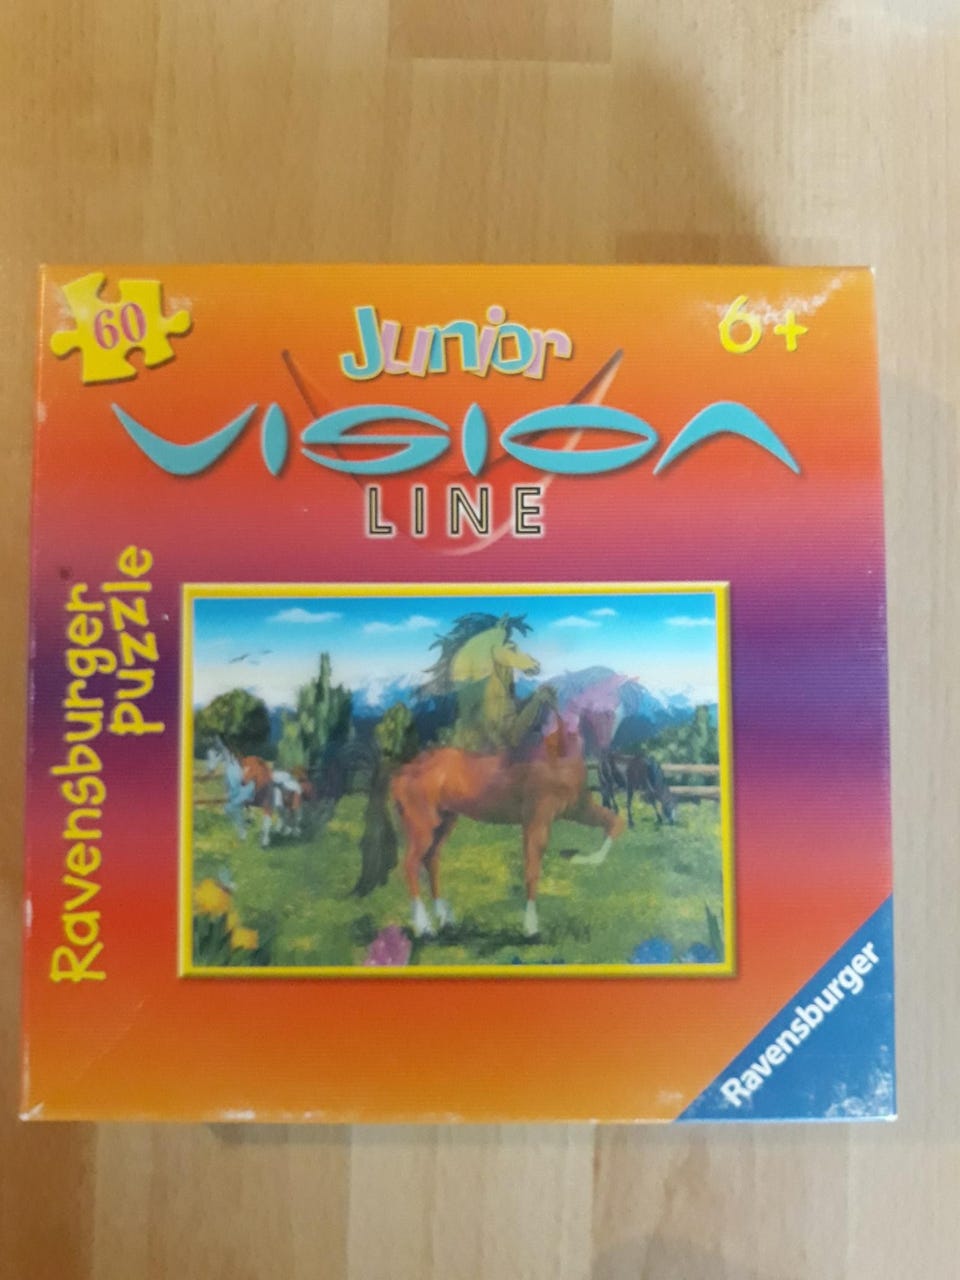 60
Junior
6+
VISION
LINE
Ravensburger®
puzzle
Ravensburger